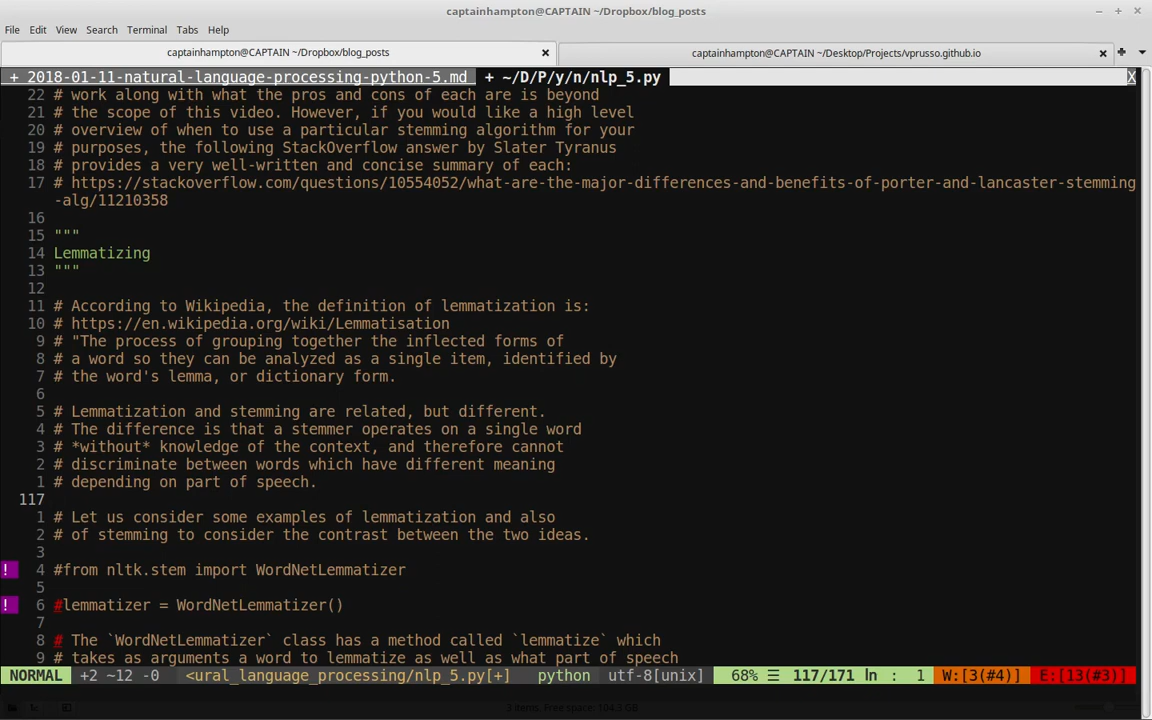 captainhampton@CAPTAIN ~/Dropbox/blog_posts
File Edit View Search Terminal Tabs Help
captainhampton@CAPTAIN ~/Dropbox/blog_posts × captainhampton@CAPTAIN ~/Desktop/Projects/vprusso.github.io ×
+ 2018-01-11-natural-language-processing-python-5.md + ~/D/P/y/n/nlp_5.py X
22 # work along with what the pros and cons of each are is beyond
21 # the scope of this video. However, if you would like a high level
20 # overview of when to use a particular stemming algorithm for your
19 # purposes, the following StackOverflow answer by Slater Tyranus
18 # provides a very well-written and concise summary of each:
17 # https://stackoverflow.com/questions/10554052/what-are-the-major-differences-and-benefits-of-porter-and-lancaster-stemming
-alg/11210358
16
15 """
14 Lemmatizing
13 """
12
11 # According to Wikipedia, the definition of lemmatization is:
10 # https://en.wikipedia.org/wiki/Lemmatisation
9 # "The process of grouping together the inflected forms of
8 # a word so they can be analyzed as a single item, identified by
7 # the word's lemma, or dictionary form.
6
5 # Lemmatization and stemming are related, but different.
4 # The difference is that a stemmer operates on a single word
3 # *without* knowledge of the context, and therefore cannot
2 # discriminate between words which have different meaning
1 # depending on part of speech.
117
1 # Let us consider some examples of lemmatization and also
2 # of stemming to consider the contrast between the two ideas.
3
! 4 #from nltk.stem import WordNetLemmatizer
5
! 6 #lemmatizer = WordNetLemmatizer()
7
8 # The `WordNetLemmatizer` class has a method called `lemmatize` which
9 # takes as arguments a word to lemmatize as well as what part of speech
NORMAL +2 ~12 -0 <ural_language_processing/nlp_5.py[+] python utf-8[unix] 68% ☰ 117/171 ln : 1 W:[3(#4)] E:[13(#3)]
3 items, Free space: 104.3 GB